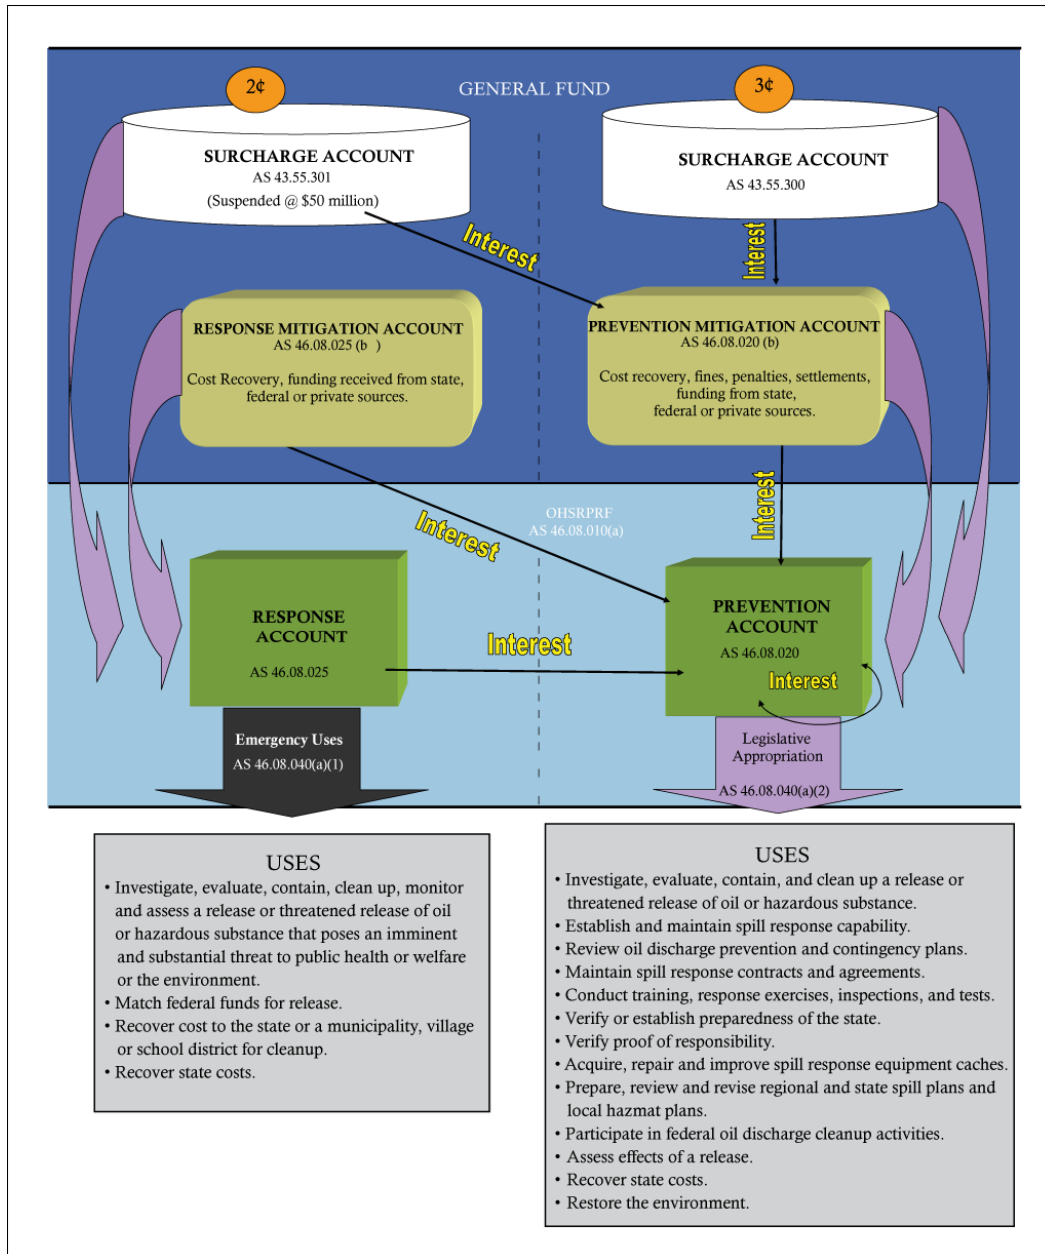 2¢
GENERAL FUND
3¢
SURCHARGE ACCOUNT
AS 43.55.301
(Suspended @ $50 million)
SURCHARGE ACCOUNT
AS 43.55.300
Interest
Interest
RESPONSE MITIGATION ACCOUNT
AS 46.08.025 (b )
Cost Recovery, funding received from state,
federal or private sources.
PREVENTION MITIGATION ACCOUNT
AS 46.08.020 (b)
Cost recovery, fines, penalties, settlements,
funding from state,
federal or private sources.
Interest
Interest
OHSRPRF
AS 46.08.010(a)
RESPONSE
ACCOUNT
AS 46.08.025
Interest
PREVENTION
ACCOUNT
AS 46.08.020
Interest
Emergency Uses
AS 46.08.040(a)(1)
Legislative
Appropriation
AS 46.08.040(a)(2)
USES
• Investigate, evaluate, contain, clean up, monitor
and assess a release or threatened release of oil
or hazardous substance that poses an imminent
and substantial threat to public health or welfare
or the environment.
• Match federal funds for release.
• Recover cost to the state or a municipality, village
or school district for cleanup.
• Recover state costs.
USES
• Investigate, evaluate, contain, and clean up a release or
threatened release of oil or hazardous substance.
• Establish and maintain spill response capability.
• Review oil discharge prevention and contingency plans.
• Maintain spill response contracts and agreements.
• Conduct training, response exercises, inspections, and tests.
• Verify or establish preparedness of the state.
• Verify proof of responsibility.
• Acquire, repair and improve spill response equipment caches.
• Prepare, review and revise regional and state spill plans and
local hazmat plans.
• Participate in federal oil discharge cleanup activities.
• Assess effects of a release.
• Recover state costs.
• Restore the environment.